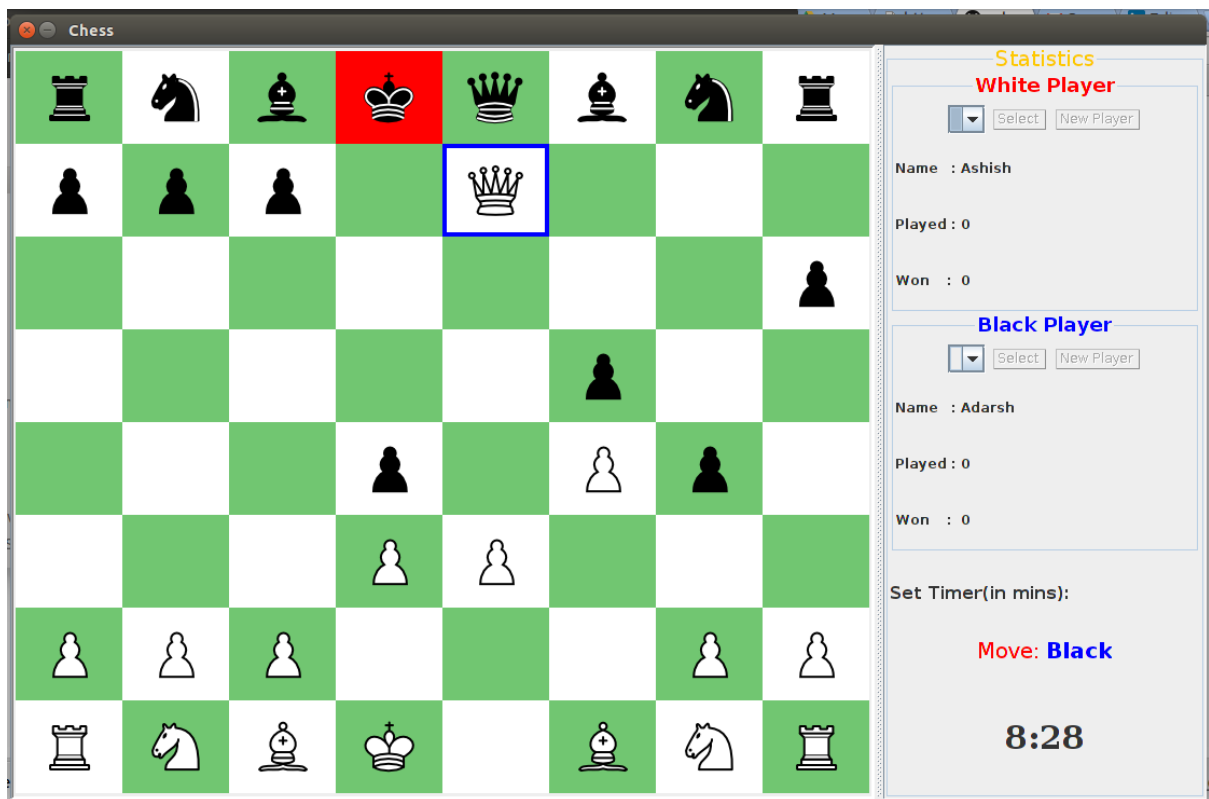 Chess
Statistics
White Player
Select New Player
Name : Ashish
Played : 0
Won : 0
Black Player
Select New Player
Name : Adarsh
Played : 0
Won : 0
Set Timer(in mins):
Move: Black
8:28